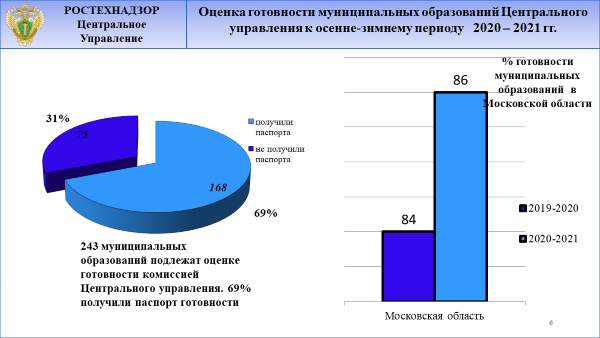 РОСТЕХНАДЗОР
Центральное
Управление
Оценка готовности муниципальных образований Центрального
управления к осенне-зимнему периоду 2020 – 2021 гг.
31%
75
168
69%
получили
паспорта
не получили
паспорта
243 муниципальных
образований подлежат оценке
готовности комиссией
Центрального управления. 69%
получили паспорт готовности
% готовности
муниципальных
образований в
Московской области
86
84
2019-2020
2020-2021
Московская область
6